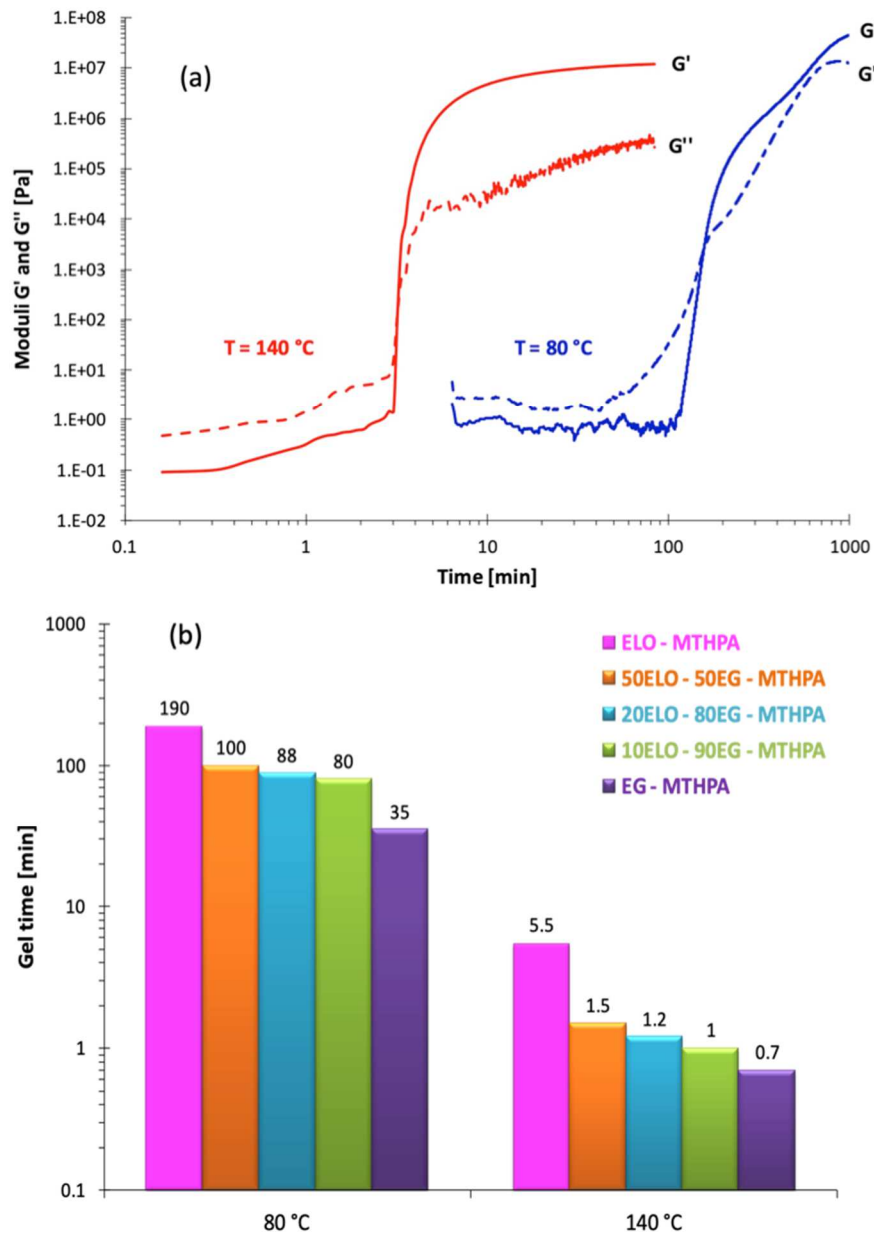 (a)
Moduli G' and G'' [Pa]
1.E+08
1.E+07
1.E+06
1.E+05
1.E+04
1.E+03
1.E+02
1.E+01
1.E+00
1.E-01
1.E-02
G'
G''
G
G'
T = 140 °C
T = 80 °C
0.1
1
10
100
1000
Time [min]
(b)
Gel time [min]
1000
100
10
1
0.1
ELO - MTHPA
50ELO - 50EG - MTHPA
20ELO - 80EG - MTHPA
10ELO - 90EG - MTHPA
EG - MTHPA
190
100
88
80
35
5.5
1.5
1.2
1
0.7
80 °C
140 °C